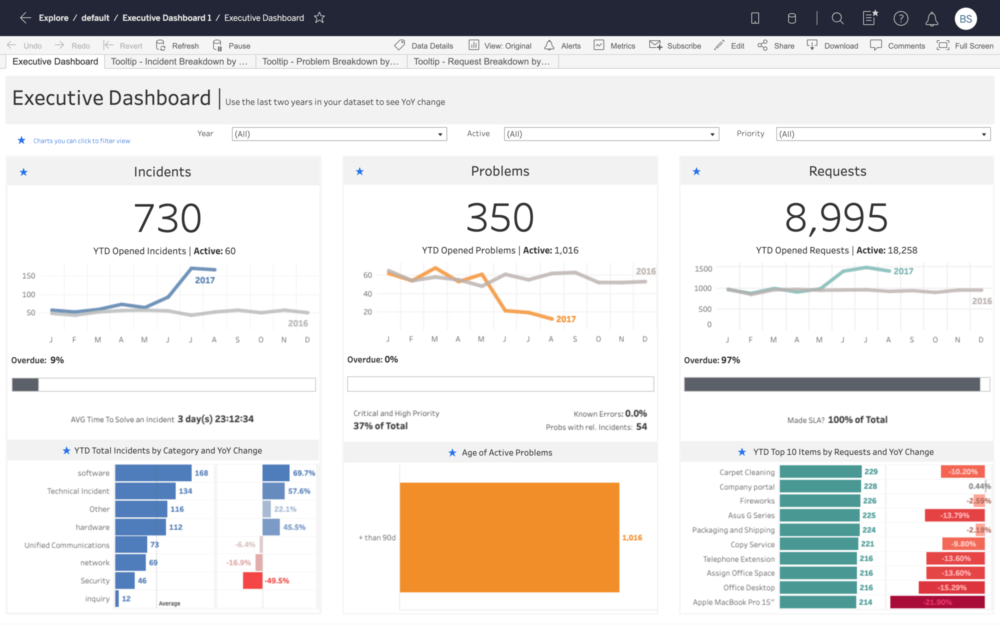 Explore / default / Executive Dashboard 1 / Executive Dashboard
BS
Undo Redo Revert Refresh Pause Data Details View: Original Alerts Metrics Subscribe Edit Share Download Comments Full Screen
Executive Dashboard Tooltip - Incident Breakdown by ... Tooltip - Problem Breakdown by... Tooltip - Request Breakdown by...
Executive Dashboard | Use the last two years in your dataset to see YoY change
Charts you can click to filter view
Year (All) Active (All) Priority (All)
Incidents
730
YTD Opened Incidents | Active: 60
150
100
50
2017
2016
J F M A M J J A S O N D
Overdue: 9%
AVG Time To Solve an Incident 3 day(s) 23:12:34
YTD Total Incidents by Category and YoY Change
software 168 69.7%
Technical Incident 134 57.6%
Other 116 22.1%
hardware 112 45.5%
Unified Communications 73 -6.4%
network 69 -16.9%
Security 46 -49.5%
inquiry 12
Average
Problems
350
YTD Opened Problems | Active: 1,016
60
40
20
2016
2017
J F M A M J J A S O N D
Overdue: 0%
Critical and High Priority
37% of Total
Known Errors: 0.0%
Probs with rel. Incidents: 54
Age of Active Problems
+ than 90d 1,016
Requests
8,995
YTD Opened Requests | Active: 18,258
1500
1000
500
0
2017
2016
J F M A M J J A S O N D
Overdue: 97%
Made SLA? 100% of Total
YTD Top 10 Items by Requests and YoY Change
Carpet Cleaning 229 -10.20%
Company portal 228 0.44%
Fireworks 226 -2.59%
Asus G Series 225 -13.79%
Packaging and Shipping 224 -2.18%
Copy Service 221 -9.80%
Telephone Extension 216 -13.60%
Assign Office Space 216 -13.60%
Office Desktop 216 -15.29%
Apple MacBook Pro 15" 214 -21.90%